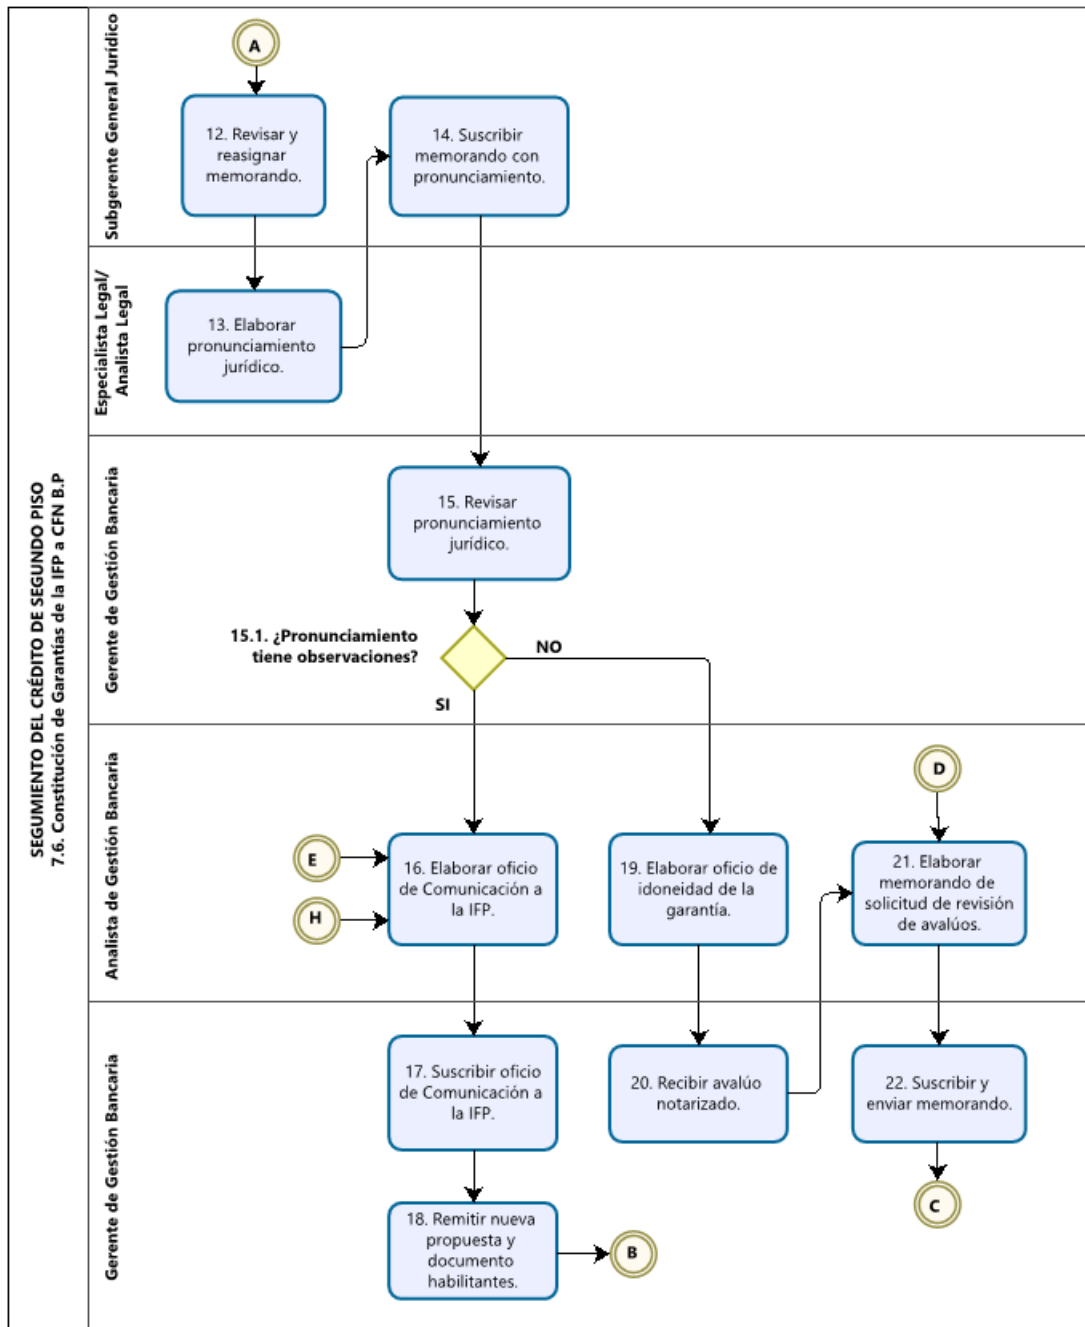 SEGUMIENTO DEL CRÉDITO DE SEGUNDO PISO
7.6. Constitución de Garantías de la IFP a CFN B.P
Subgerente General Jurídico
A
12. Revisar y
reasignar
memorando.
14. Suscribir
memorando con
pronunciamiento.
Especialista Legal/
Analista Legal
13. Elaborar
pronunciamiento
jurídico.
Gerente de Gestión Bancaria
15. Revisar
pronunciamiento
jurídico.
15.1. ¿Pronunciamiento
tiene observaciones?
NO
SI
Analista de Gestión Bancaria
D
E
H
16. Elaborar oficio
de Comunicación a
la IFP.
19. Elaborar oficio de
idoneidad de la
garantía.
21. Elaborar
memorando de
solicitud de revisión
de avalúos.
Gerente de Gestión Bancaria
17. Suscribir oficio
de Comunicación a
la IFP.
20. Recibir avalúo
notarizado.
22. Suscribir y
enviar memorando.
C
18. Remitir nueva
propuesta y
documento
habilitantes.
B